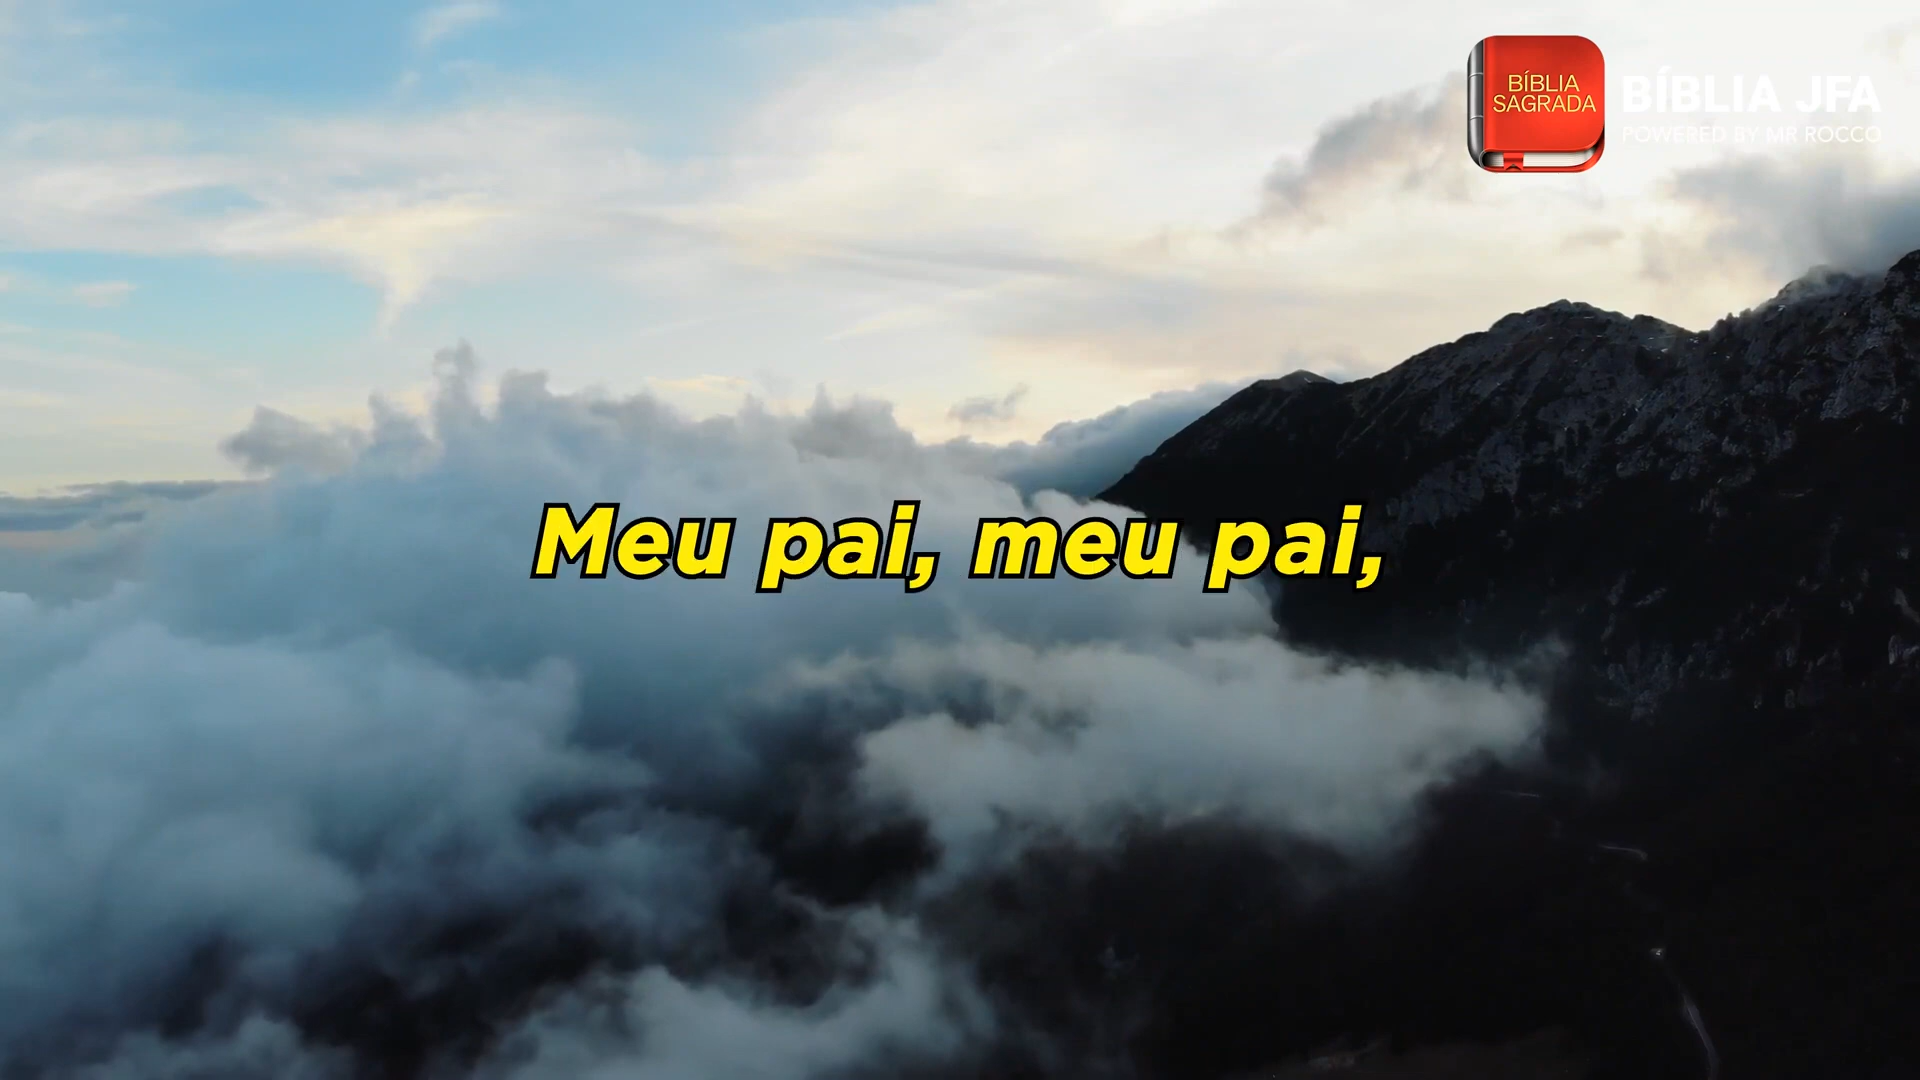 BÍBLIA
SAGRADA
BÍBLIA JFA
POWERED BY MR ROCCO
Meu pai, meu pai,